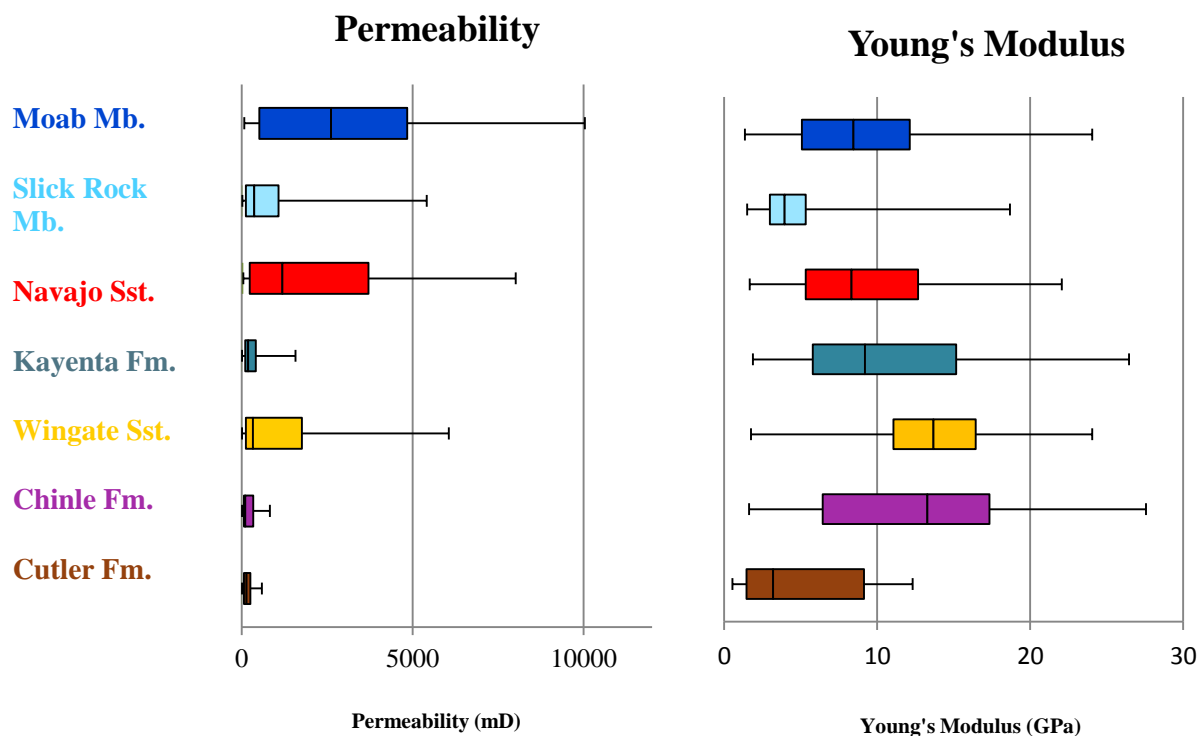 Permeability
Young's Modulus
Moab Mb.
Slick Rock
Mb.
Navajo Sst.
Kayenta Fm.
Wingate Sst.
Chinle Fm.
Cutler Fm.
0 5000 10000
0 10 20 30
Permeability (mD)
Young's Modulus (GPa)